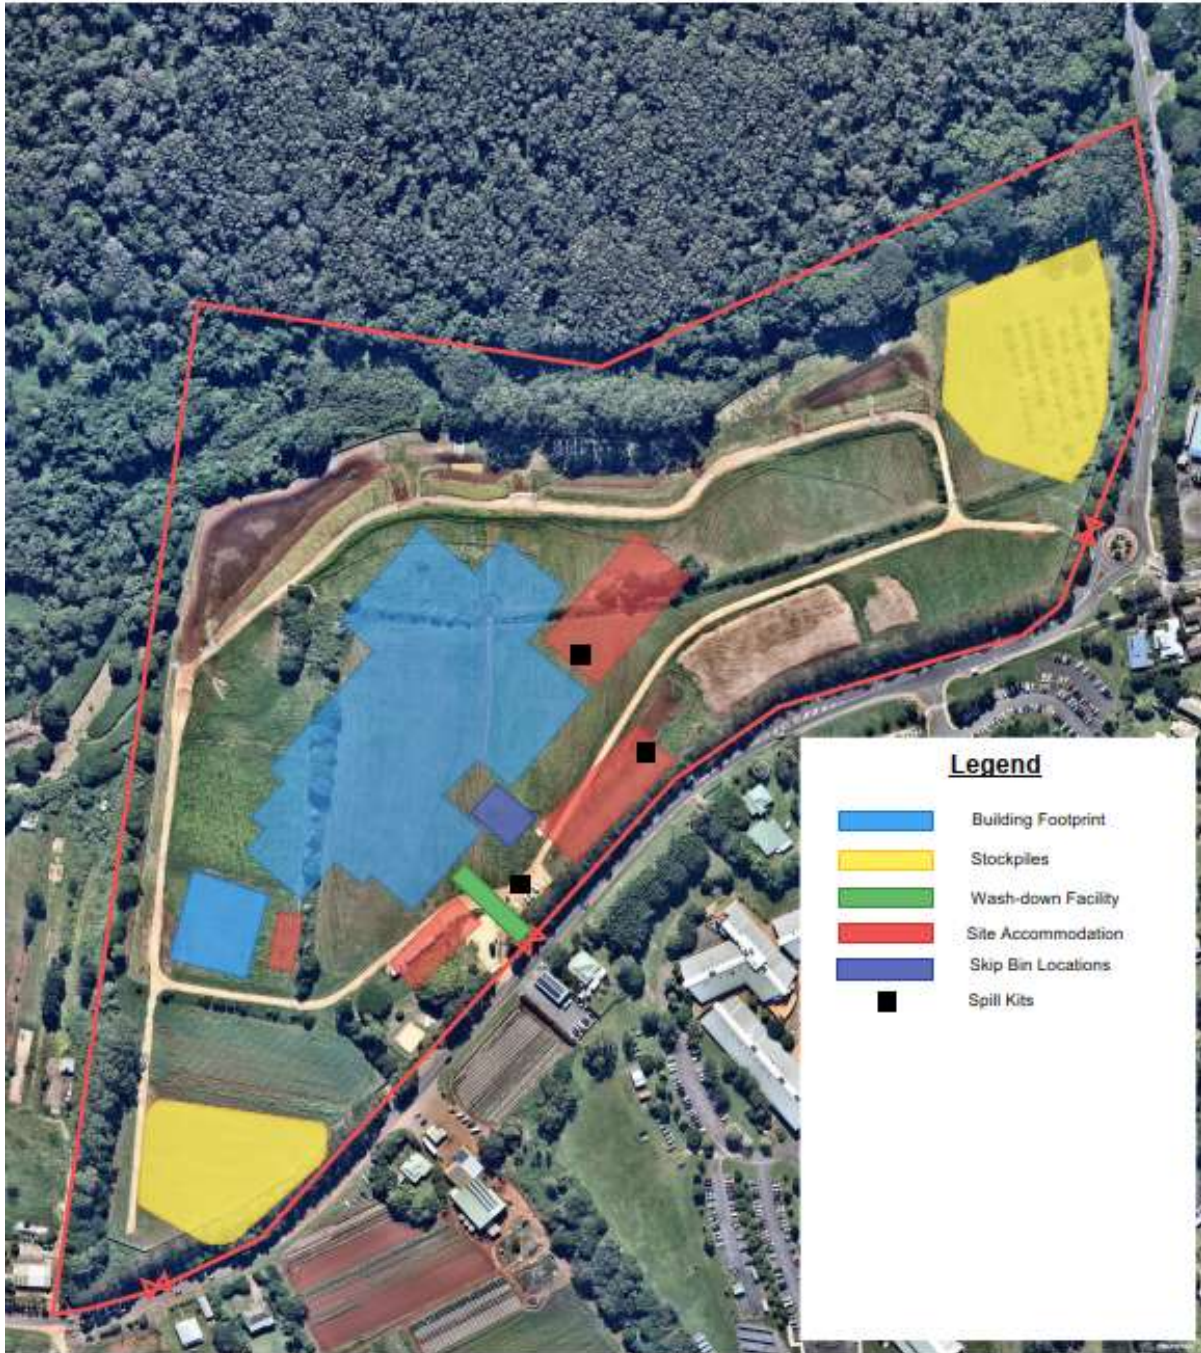 Legend
Building Footprint
Stockpiles
Wash-down Facility
Site Accommodation
Skip Bin Locations
Spill Kits